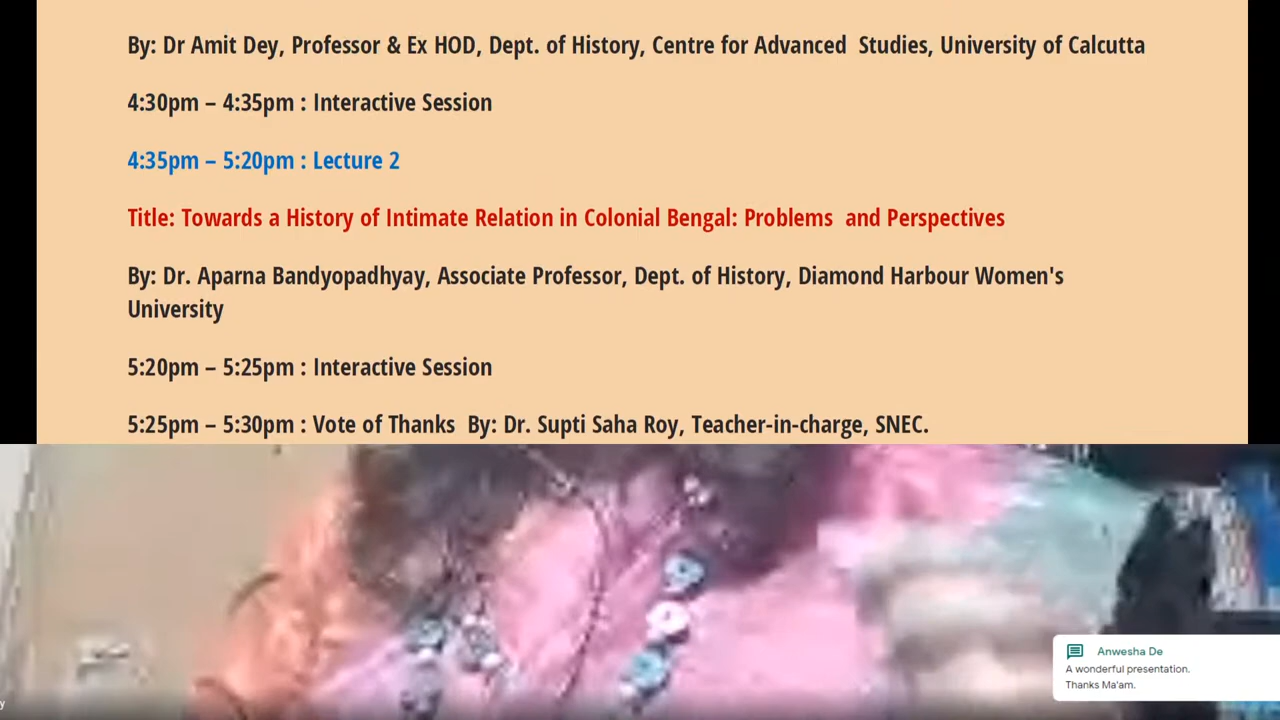 By: Dr Amit Dey, Professor & Ex HOD, Dept. of History, Centre for Advanced  Studies, University of Calcutta
4:30pm – 4:35pm : Interactive Session
4:35pm – 5:20pm : Lecture 2
Title: Towards a History of Intimate Relation in Colonial Bengal: Problems  and Perspectives
By: Dr. Aparna Bandyopadhyay, Associate Professor, Dept. of History, Diamond Harbour Women's
University
5:20pm – 5:25pm : Interactive Session
5:25pm – 5:30pm : Vote of Thanks  By: Dr. Supti Saha Roy, Teacher-in-charge, SNEC.
Anwesha De
A wonderful presentation.
Thanks Ma'am.
y